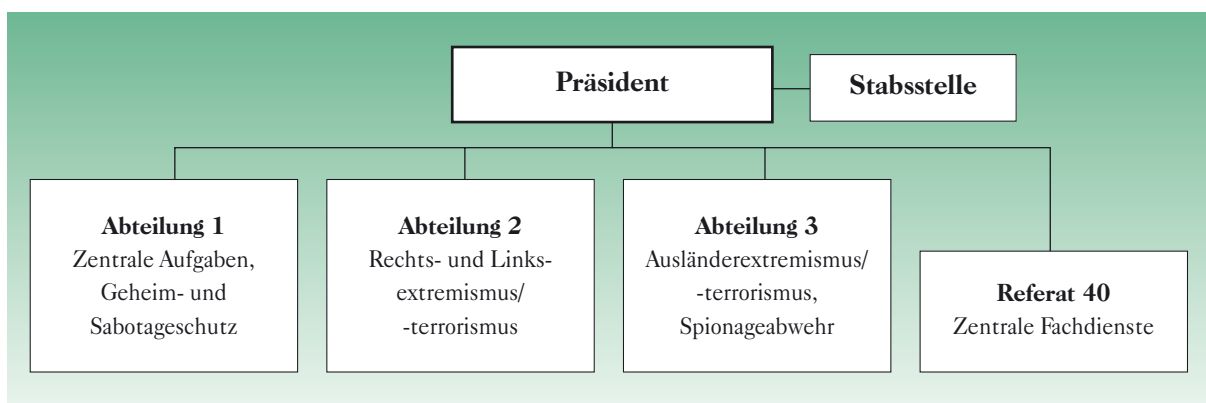 Präsident
Stabsstelle
Abteilung 1
Zentrale Aufgaben,
Geheim- und
Sabotageschutz
Abteilung 2
Rechts- und Links-
extremismus/
-terrorismus
Abteilung 3
Ausländerextremismus/
-terrorismus,
Spionageabwehr
Referat 40
Zentrale Fachdienste